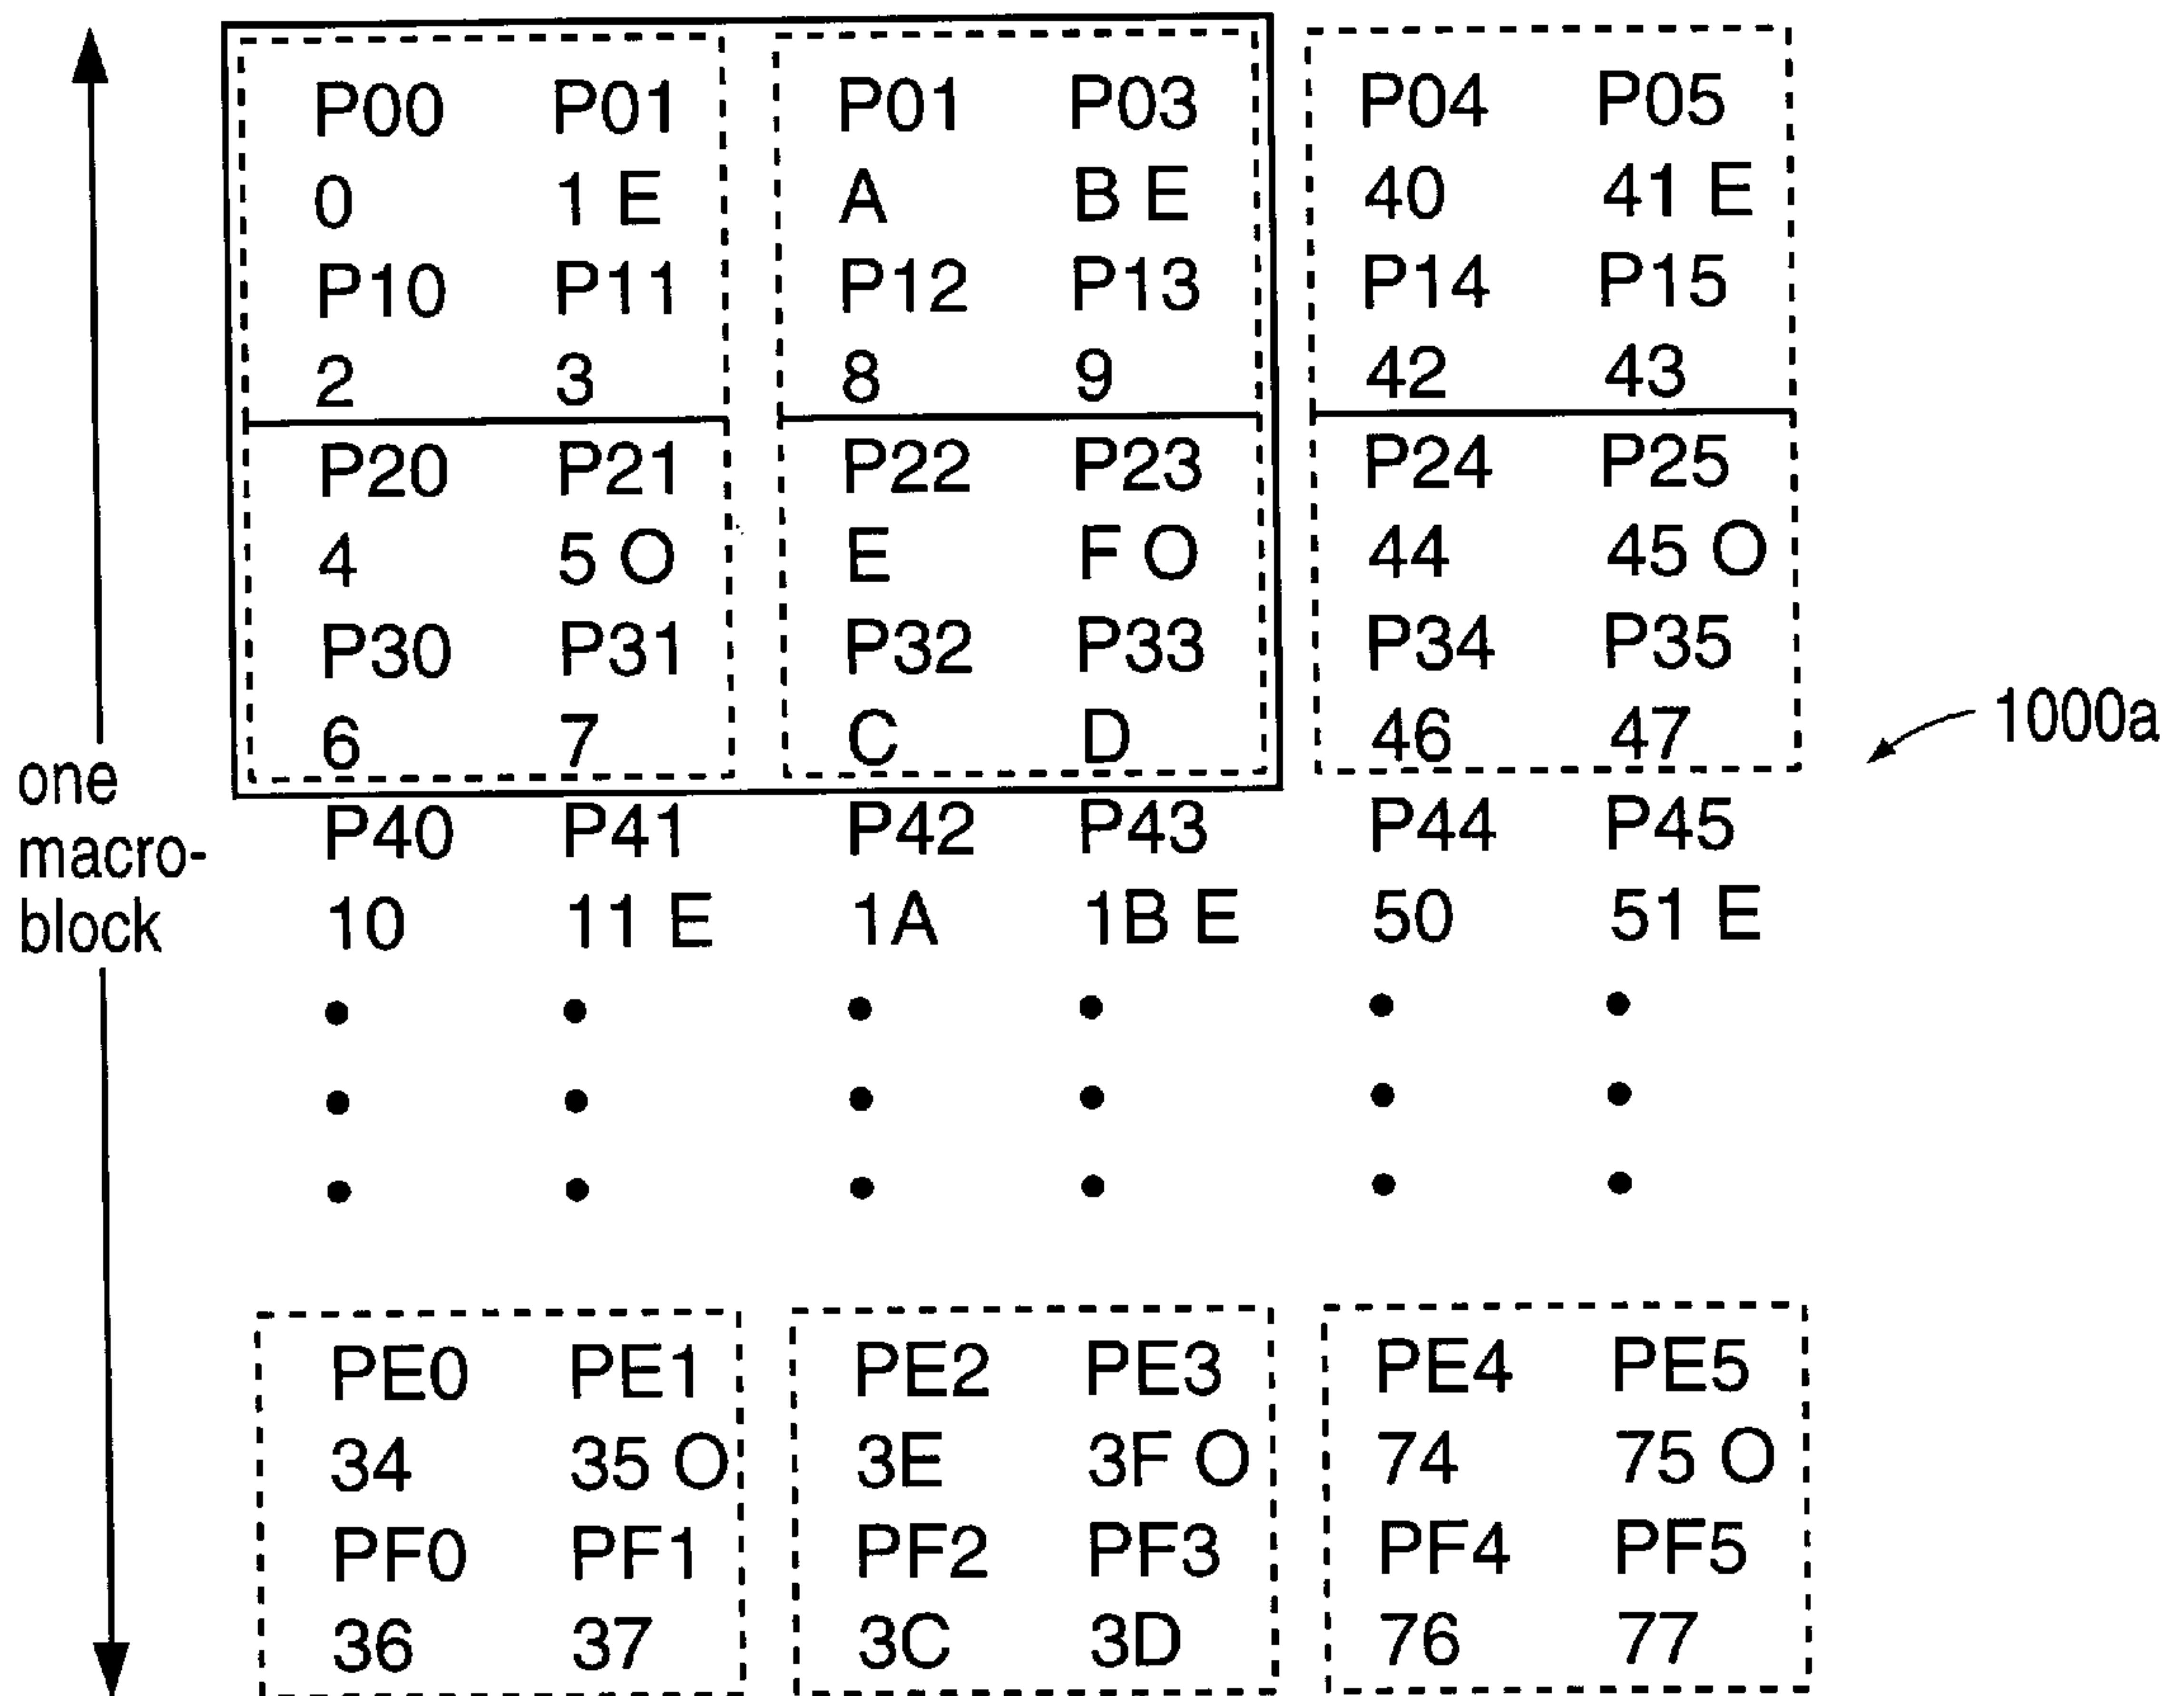 P00 P01 P01 P03 P04 P05
0 1 E A B E 40 41 E
P10 P11 P12 P13 P14 P15
2 3 8 9 42 43
P20 P21 P22 P23 P24 P25
4 5 O E F O 44 45 O
P30 P31 P32 P33 P34 P35
6 7 C D 46 47
1000a
one
macro-
block
P40 P41 P42 P43 P44 P45
10 11 E 1A 1B E 50 51 E
PE0 PE1 PE2 PE3 PE4 PE5
34 35 O 3E 3F O 74 75 O
PF0 PF1 PF2 PF3 PF4 PF5
36 37 3C 3D 76 77